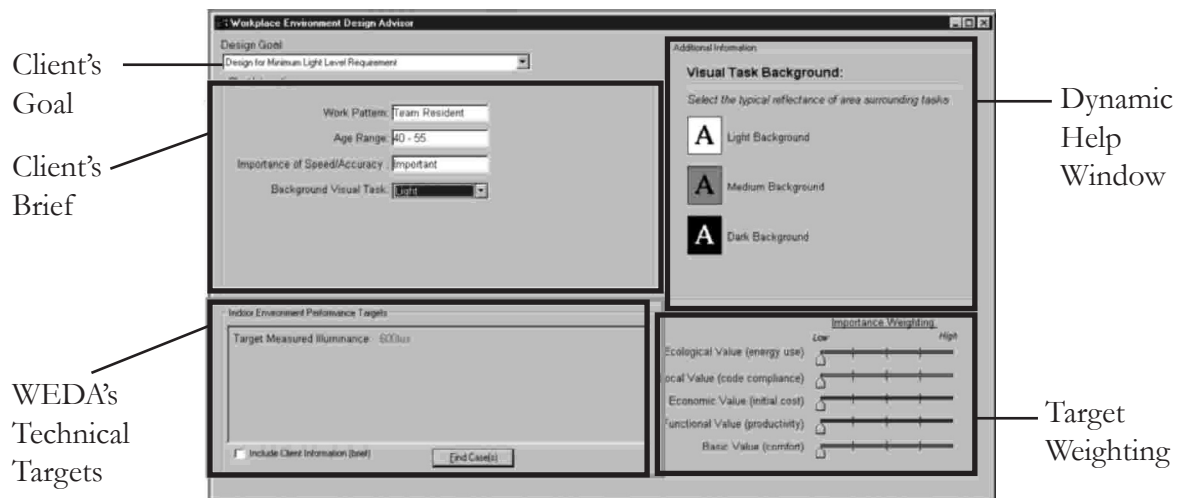 Workplace Environment Design Advisor
Client's
Goal
Client's
Brief
WEDA's
Technical
Targets
Design Goal
Design for Minimum Light Level Requirement
Work Pattern: Team Resident
Age Range: 40 - 55
Importance of Speed/Accuracy : Important
Background Visual Task: Light
Indoor Environment Performance Targets
Target Measured Illuminance 600lux
Include Client Information (brief)
Find Case(s)
Additional Information
Visual Task Background:
Select the typical reflectance of area surrounding tasks
A Light Background
A Medium Background
A Dark Background
Importance Weighting
Low High
Ecological Value (energy use)
ocal Value (code compliance)
Economic Value (initial cost)
Functional Value (productivity)
Basic Value (comfort)
Dynamic
Help
Window
Target
Weighting